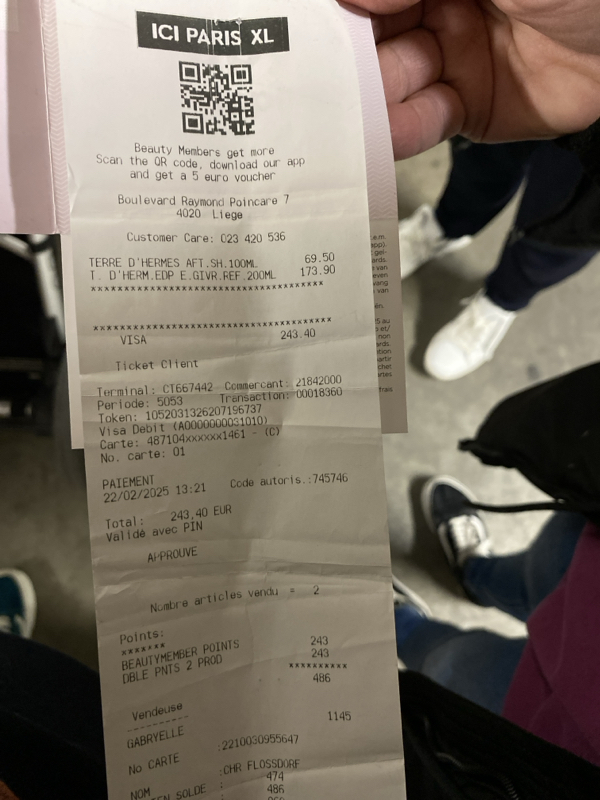 ICI PARIS XL
Beauty Members get more
Scan the QR code, download our app
and get a 5 euro voucher
Boulevard Raymond Poincare 7
4020 Liege
Customer Care: 023 420 536
TERRE D'HERMES AFT.SH.100ML 69.50
T. D'HERM.EDP E.GIVR.REF.200ML 173.90
*******************************
*******************************
VISA 243.40
Ticket Client
Terminal: CT667442 Commercant: 21842000
Periode: 5053 Transaction: 00018360
Token: 1052031326207196737
Visa Debit (A0000000031010)
Carte: 487104xxxxxx1461 - (C)
No. carte: 01
PAIEMENT
22/02/2025 13:21 Code autoris.:745746
Total: 243,40 EUR
Validé avec PIN
APPROUVE
Nombre articles vendu = 2
Points:
*******
BEAUTYMEMBER POINTS 243
DBLE PNTS 2 PROD 243
**********
486
Vendeuse
---------
GABRYELLE 1145
No CARTE :2210030955647
NOM :CHR FLOSSDORF
SOLDE : 474
486